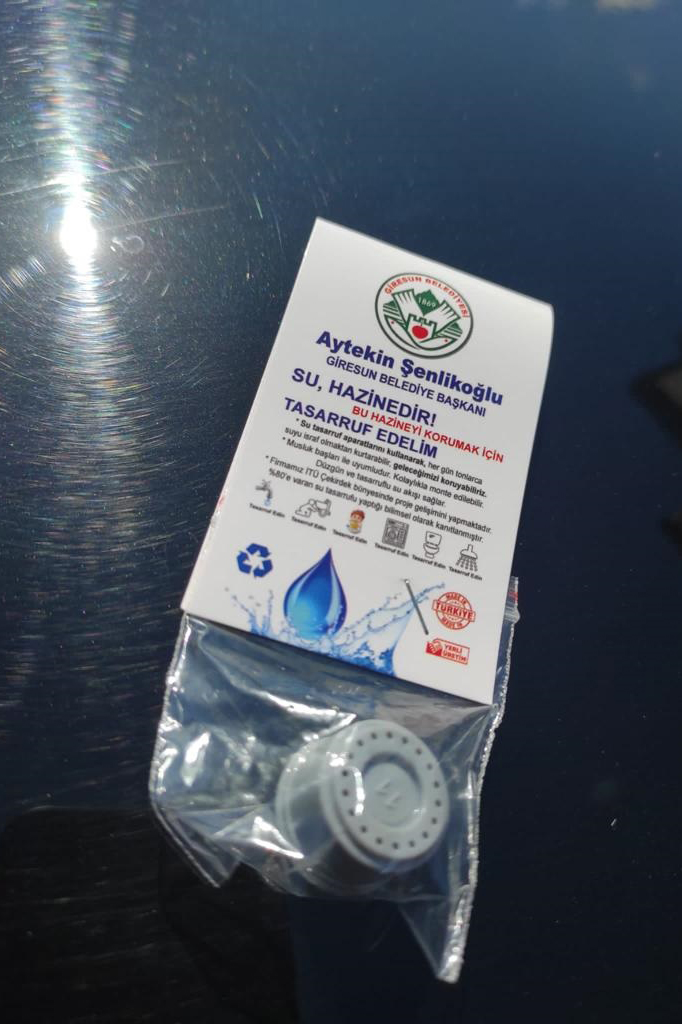 GİRESUN BELEDİYESİ
1869
Aytekin Şenlikoğlu
GİRESUN BELEDİYE BAŞKANI
SU, HAZİNEDİR!
BU HAZİNEYİ KORUMAK İÇİN
TASARRUF EDELİM
* Su tasarruf aparatlarını kullanarak, her gün tonlarca
suyu israf olmaktan kurtarabilir, geleceğimizi koruyabiliriz.
* Musluk başları ile uyumludur. Kolaylıkla monte edilebilir.
Düzgün ve tasarruflu su akışı sağlar.
* Firmamız İTÜ Çekirdek bünyesinde proje gelişimini yapmaktadır.
%80'e varan su tasarrufu yaptığı bilimsel olarak kanıtlanmıştır.
Tasarruf Edin Tasarruf Edin Tasarruf Edin Tasarruf Edin Tasarruf Edin Tasarruf Edin
MADE IN
TÜRKİYE
MADE IN
YERLİ
ÜRETİM